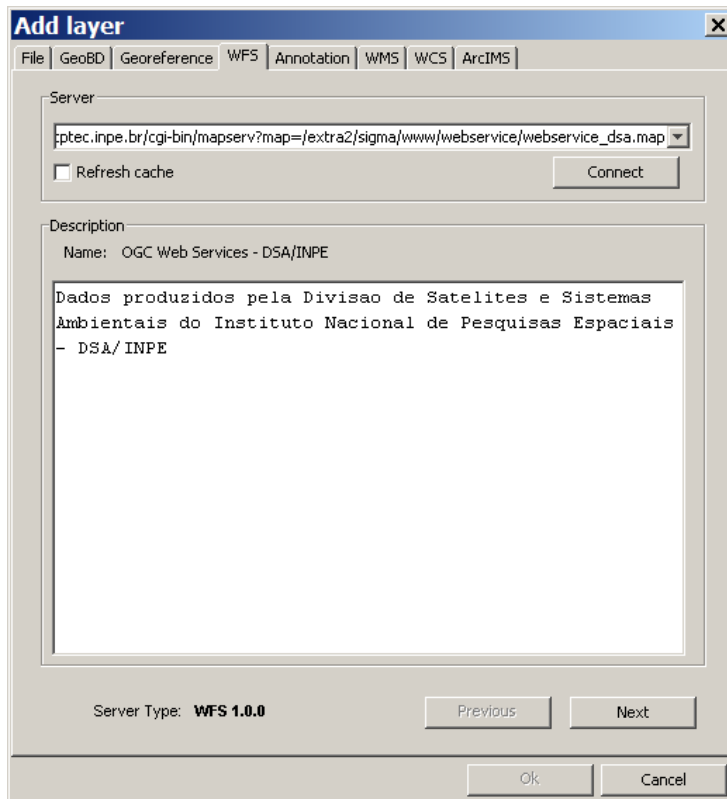 Add layer
File GeoBD Georeference WFS Annotation WMS WCS ArcIMS
Server
cptec.inpe.br/cgi-bin/mapserv?map=/extra2/sigma/www/webservice/webservice_dsa.map
Refresh cache
Connect
Description
Name: OGC Web Services - DSA/INPE
Dados produzidos pela Divisao de Satelites e Sistemas
Ambientais do Instituto Nacional de Pesquisas Espaciais
- DSA/INPE
Server Type: WFS 1.0.0
Previous
Next
Ok
Cancel